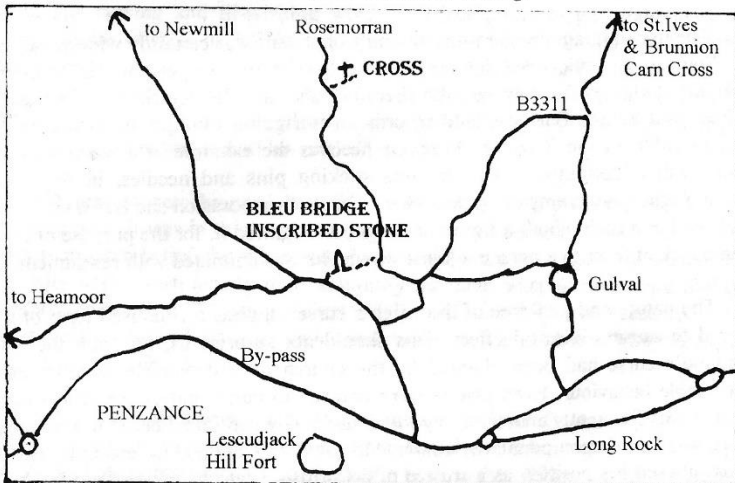 to Newmill
Rosemorran
to St.Ives
& Brunnion
Carn Cross
CROSS
B3311
BLEU BRIDGE
INSCRIBED STONE
Gulval
to Heamoor
By-pass
PENZANCE
Lescudjack
Hill Fort
Long Rock